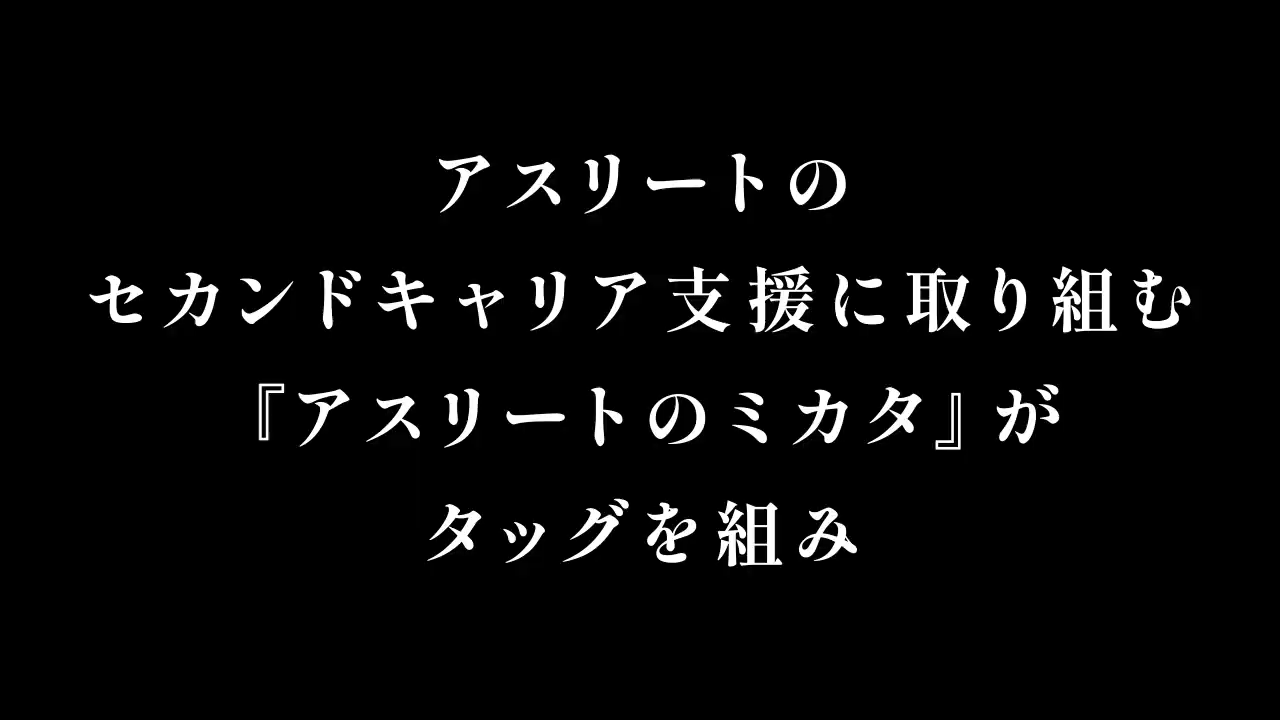 アスリートの
セカンドキャリア支援に取り組む
『アスリートのミカタ』が
タッグを組み